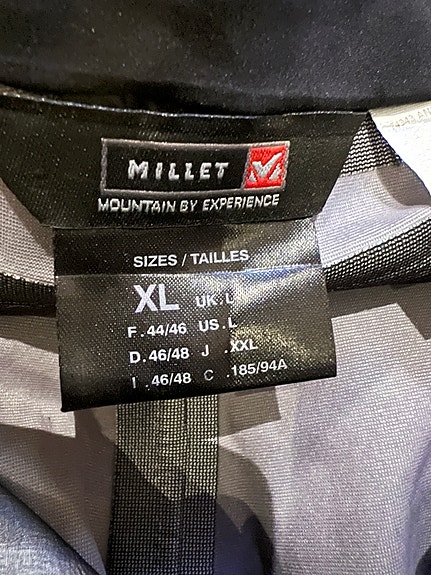 MILLET
MOUNTAIN BY EXPERIENCE
SIZES / TAILLES
XL UK.L
F.44/46 US.L
D.46/48 J .XXL
I .46/48 C .185/94A